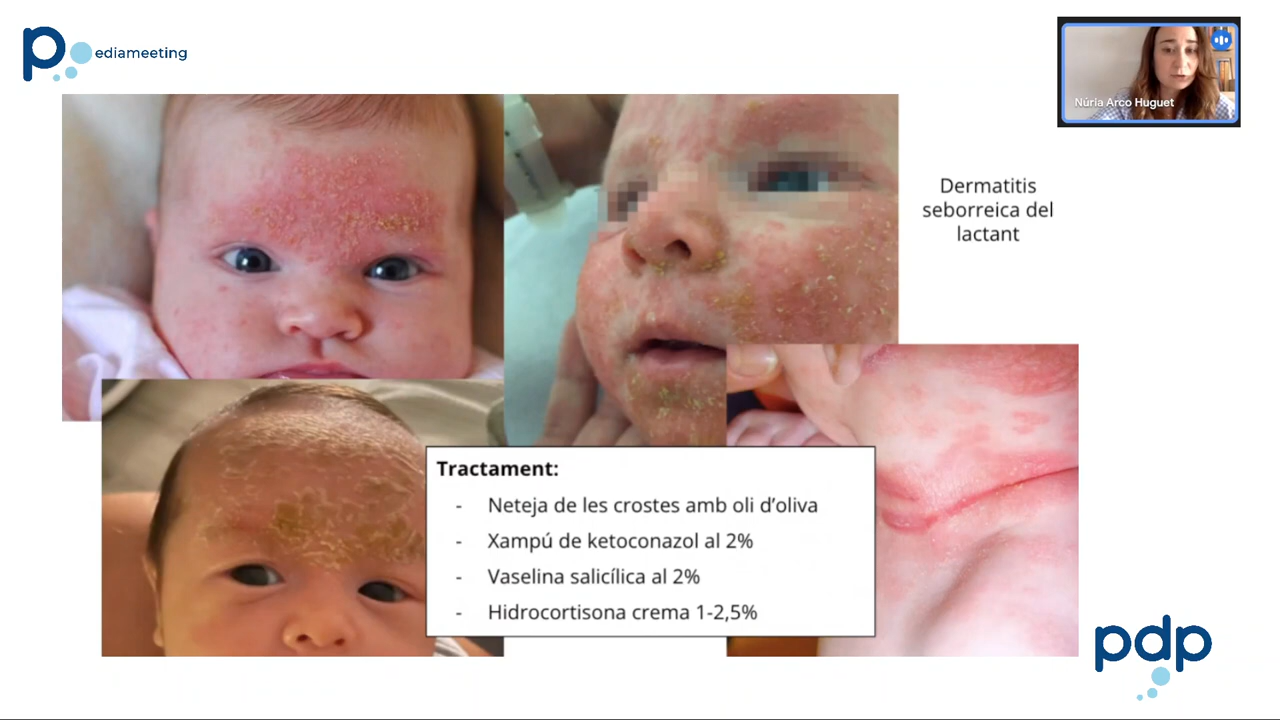 pediameeting
Núria Arco Huguet
Dermatitis
seborreica del
lactant
Tractament:
- Neteja de les crostes amb oli d’oliva
- Xampú de ketoconazol al 2%
- Vaselina salicílica al 2%
- Hidrocortisona crema 1-2,5%
pdp